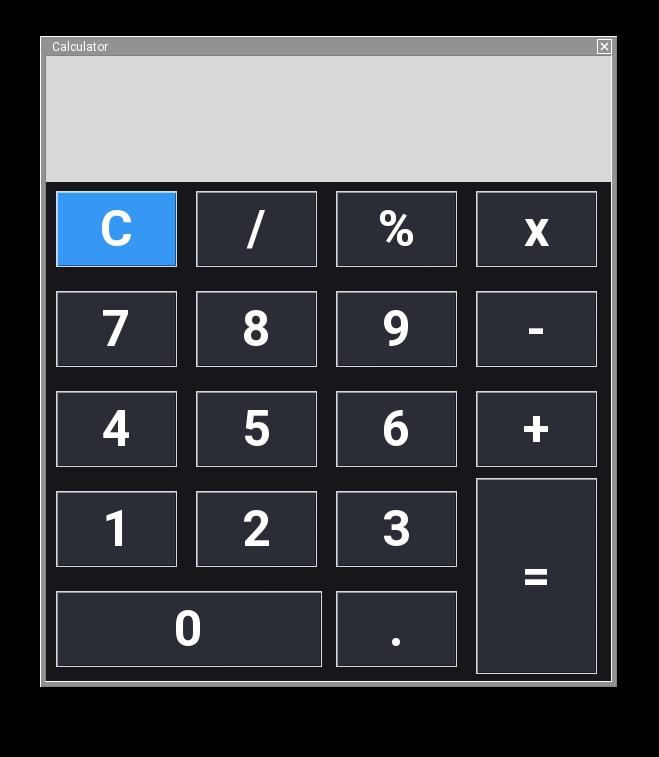 Calculator
C / % x
7 8 9 -
4 5 6 +
1 2 3
=
0 .